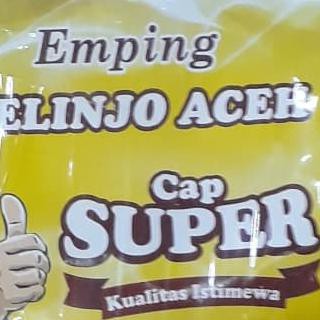 Emping
ELINJO ACEH
Cap
SUPER
Kualitas Istimewa